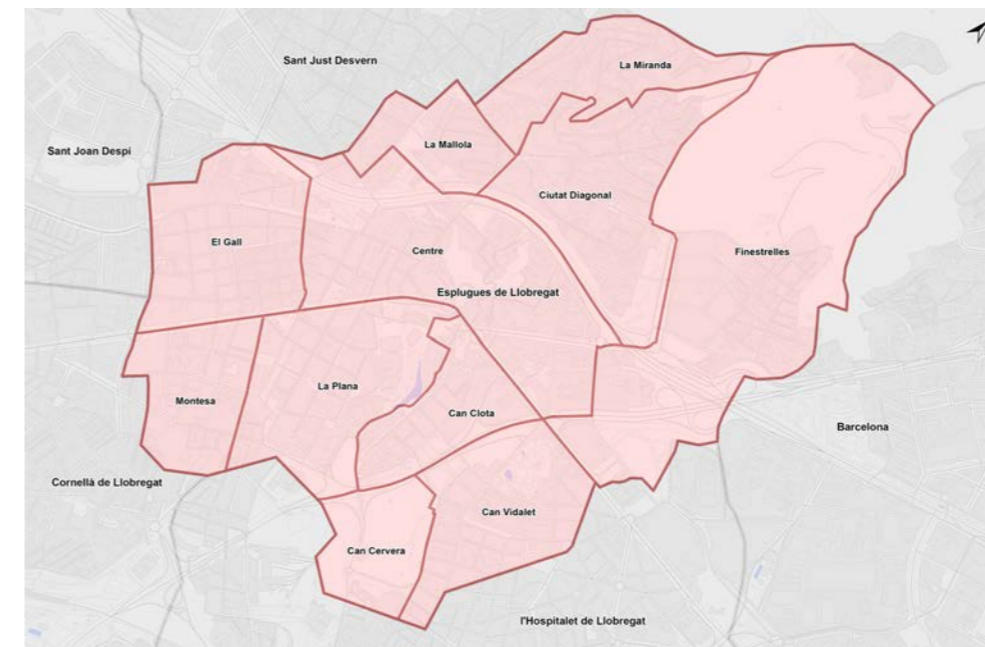 Sant Just Desvern
La Miranda
La Mallola
Sant Joan Despí
Ciutat Diagonal
El Gall
Centre
Finestrelles
Esplugues de Llobregat
La Plana
Montesa
Can Clota
Barcelona
Cornellà de Llobregat
Can Vidalet
Can Cervera
l'Hospitalet de Llobregat